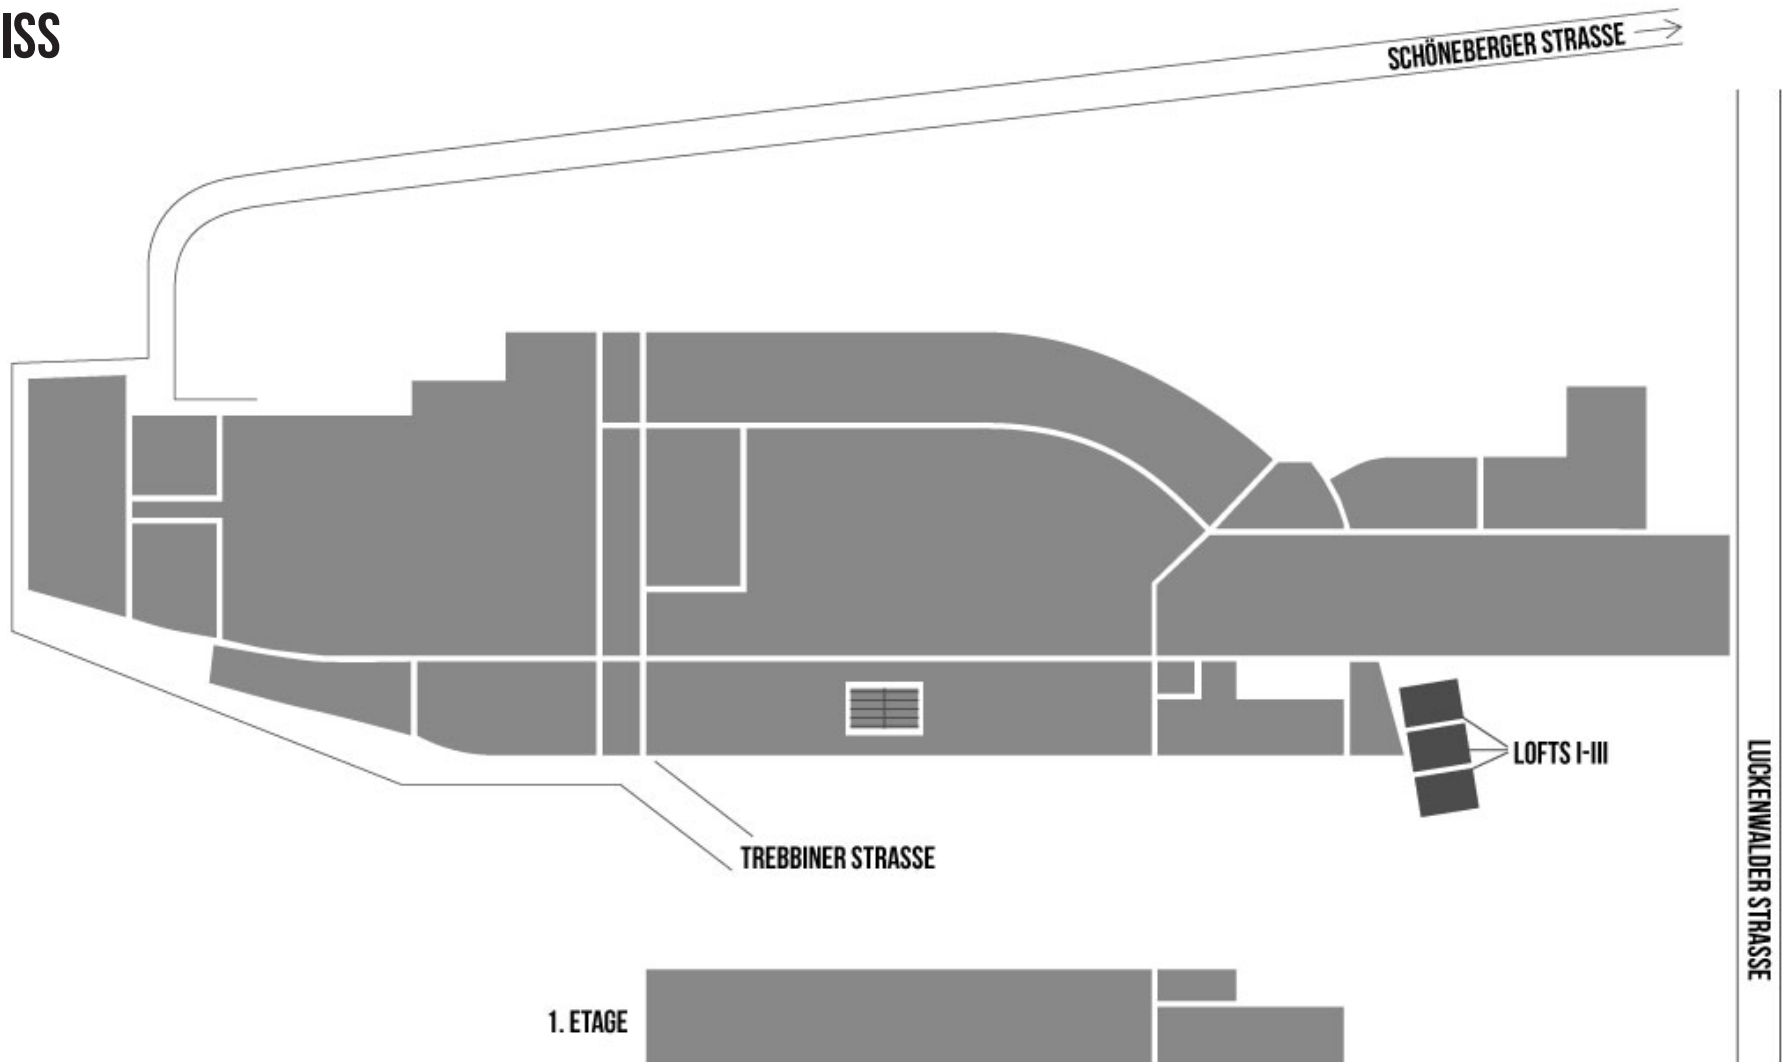 ISS
SCHÖNEBERGER STRASSE
LOFTS I-III
LUCKENWALDER STRASSE
TREBBINER STRASSE
1. ETAGE